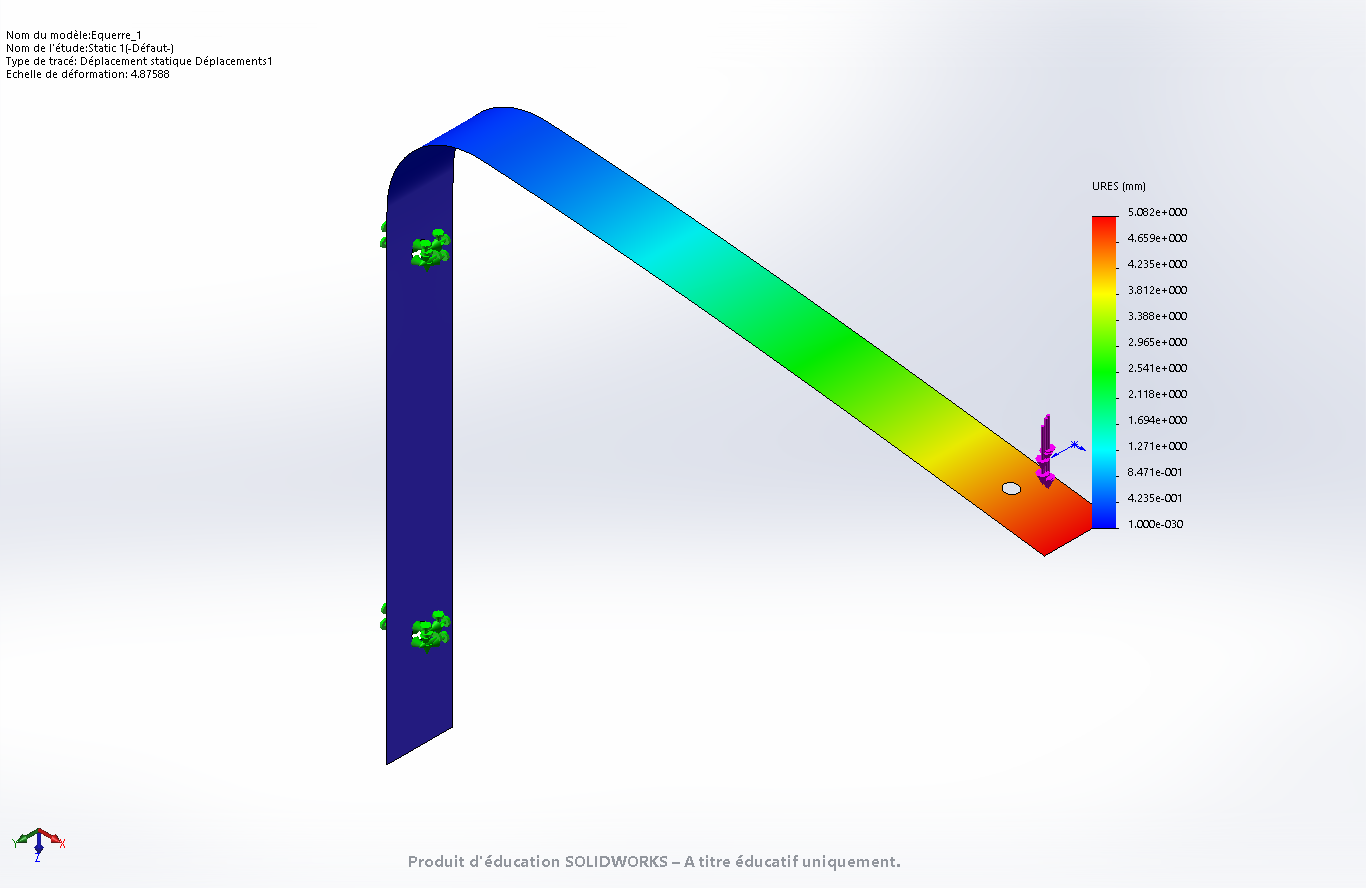 Nom du modèle:Equerre_1
Nom de l'étude:Static 1(-Défaut-)
Type de tracé: Déplacement statique Déplacements1
Echelle de déformation: 4.87588
URES (mm)
5.082e+000
4.659e+000
4.235e+000
3.812e+000
3.388e+000
2.965e+000
2.541e+000
2.118e+000
1.694e+000
1.271e+000
8.471e-001
4.235e-001
1.000e-030
Y
X
Z
Produit d'éducation SOLIDWORKS – A titre éducatif uniquement.